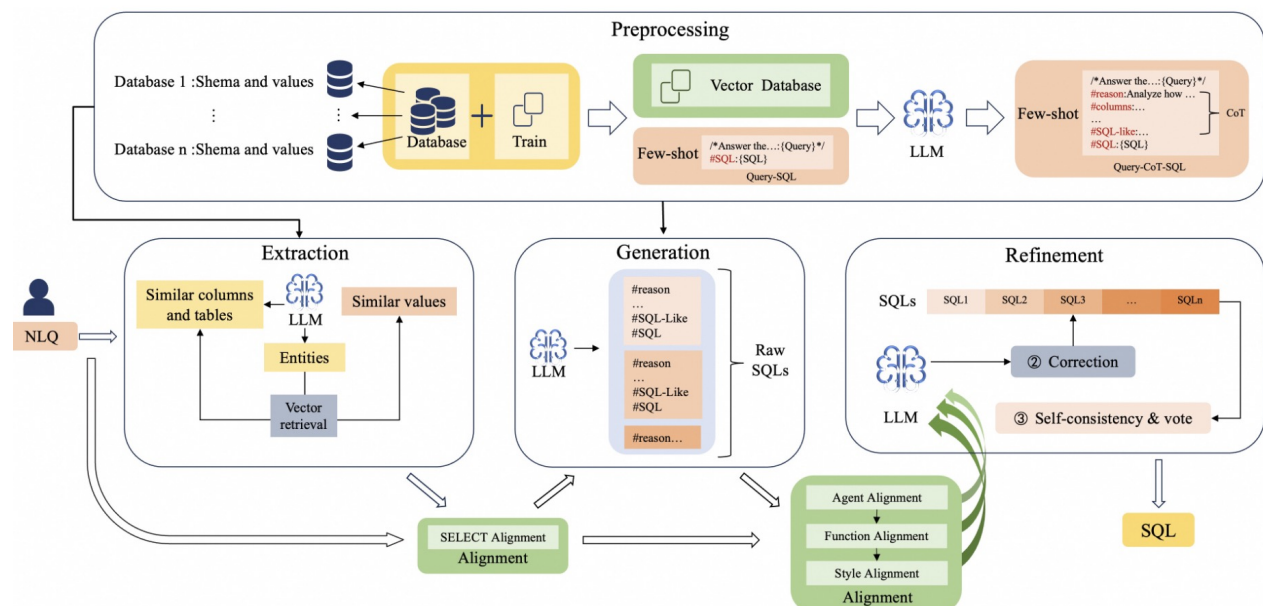 Preprocessing
Database 1 :Shema and values
⋮
Database n :Shema and values
Database
+
Train
Vector Database
Few-shot
/*Answer the…:{Query}*/
#SQL:{SQL}
Query-SQL
LLM
Few-shot
/*Answer the…:{Query}*/
#reason:Analyze how …
#columns:…
…
#SQL-like:…
#SQL:{SQL}
CoT
Query-CoT-SQL
NLQ
Extraction
Similar columns
and tables
LLM
Similar values
Entities
Vector
retrieval
Generation
LLM
#reason
…
#SQL-Like
#SQL
#reason
…
#SQL-Like
#SQL
#reason…
Raw
SQLs
Refinement
SQLs
SQL1
SQL2
SQL3
…
SQLn
② Correction
LLM
③ Self-consistency & vote
SELECT Alignment
Alignment
Agent Alignment
Function Alignment
Style Alignment
Alignment
SQL